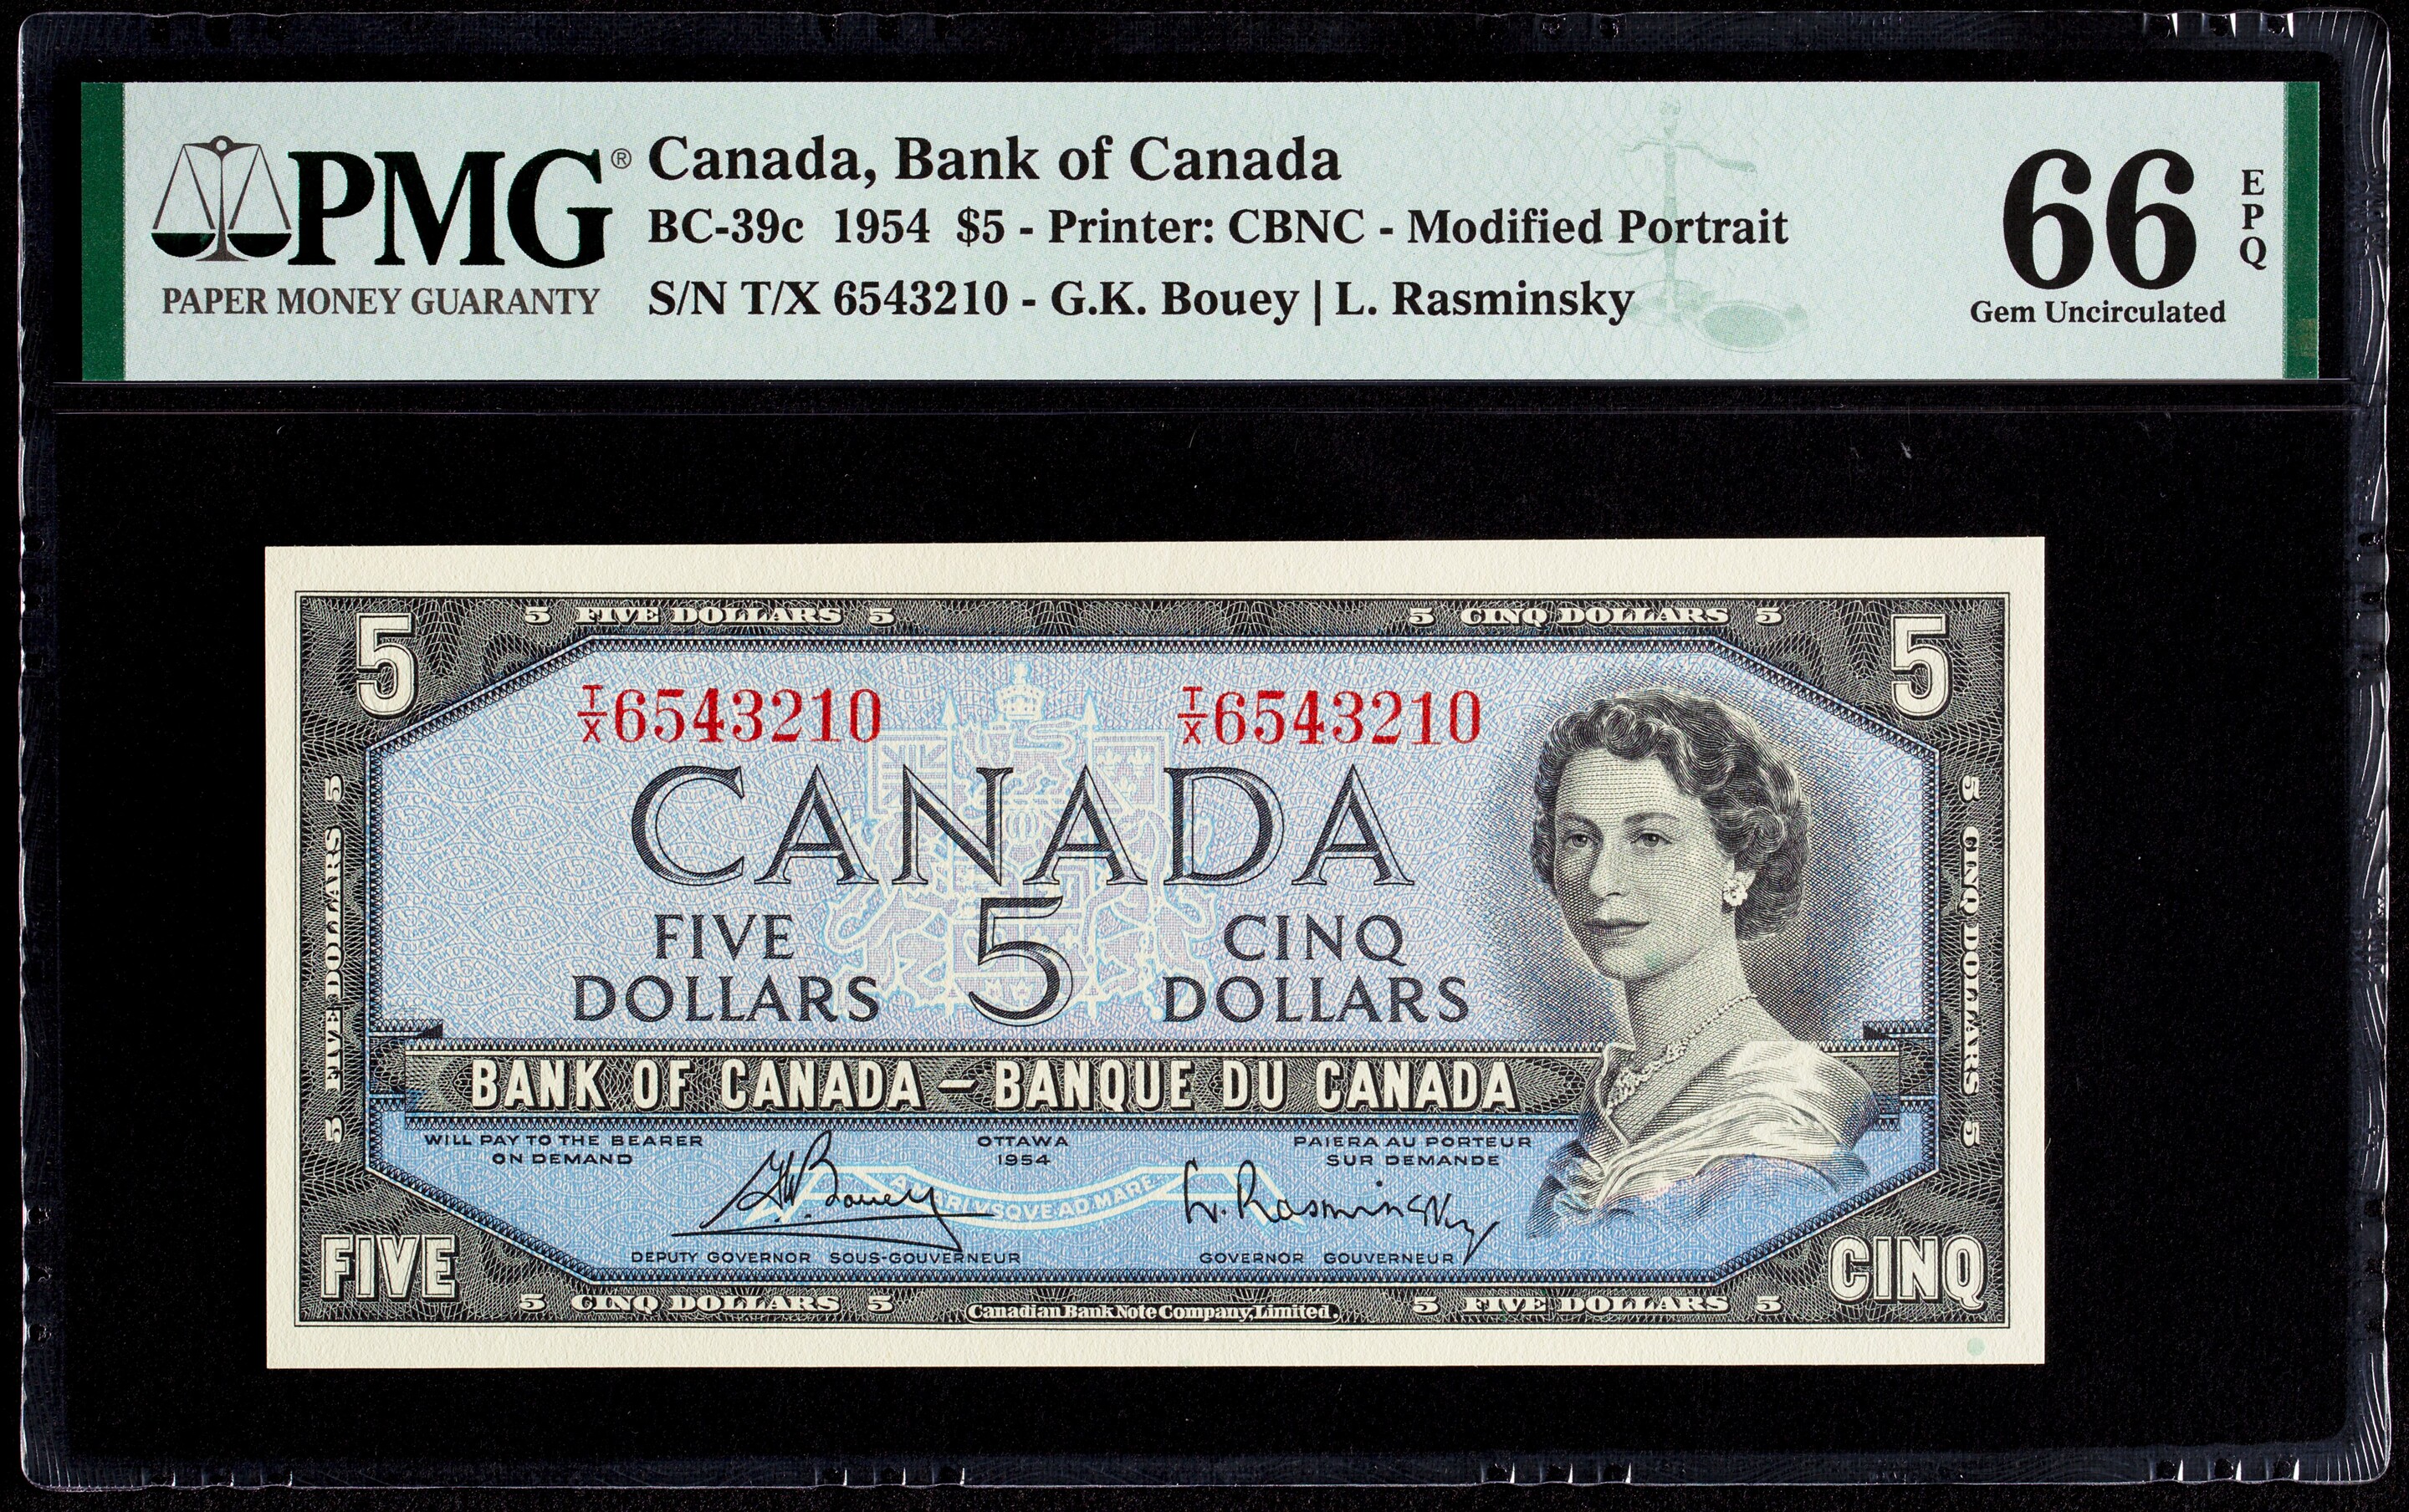 PMG®
PAPER MONEY GUARANTY
Canada, Bank of Canada
BC-39c 1954 $5 - Printer: CBNC - Modified Portrait
S/N T/X 6543210 - G.K. Bouey | L. Rasminsky
66
EPQ
Gem Uncirculated
5 5 FIVE DOLLARS 5 5 CINQ DOLLARS 5 5
T/X 6543210 T/X 6543210
CANADA
FIVE DOLLARS
5
CINQ DOLLARS
5 FIVE DOLLARS 5
5 CINQ DOLLARS 5
BANK OF CANADA – BANQUE DU CANADA
WILL PAY TO THE BEARER
ON DEMAND
OTTAWA
1954
PAIERA AU PORTEUR
SUR DEMANDE
A MARI VSQVE AD MARE
G.K. Bouey
L. Rasminsky
DEPUTY GOVERNOR SOUS-GOUVERNEUR
GOVERNOR GOUVERNEUR
FIVE CINQ
5 CINQ DOLLARS 5 Canadian Bank Note Company, Limited. 5 FIVE DOLLARS 5